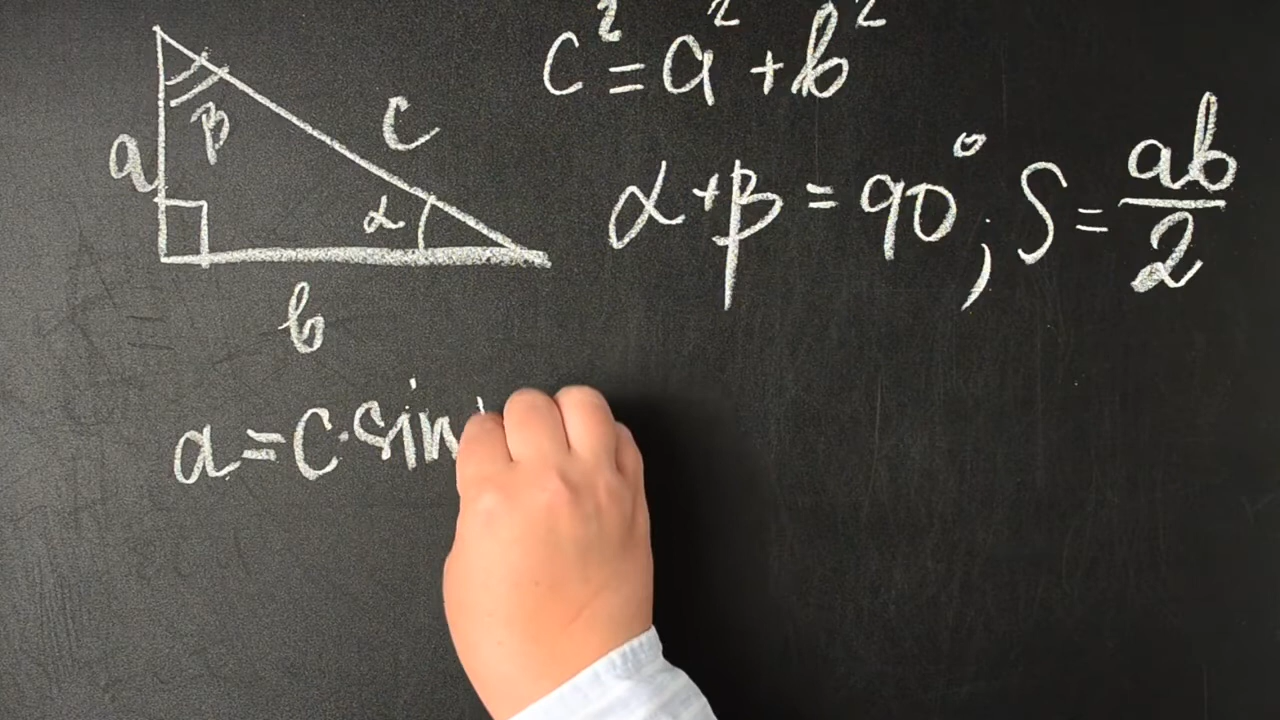 c² = a² + b²
a
β
c
α
α + β = 90°; S = ab/2
b
a = c · sin